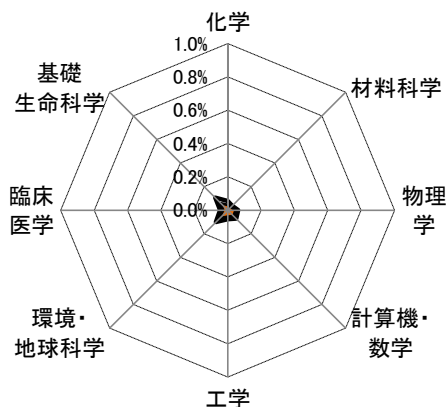 化学
1.0%
0.8%
0.6%
0.4%
0.2%
0.0%
材料科学
物理
学
計算機・
数学
工学
環境・
地球科学
臨床
医学
基礎
生命科学